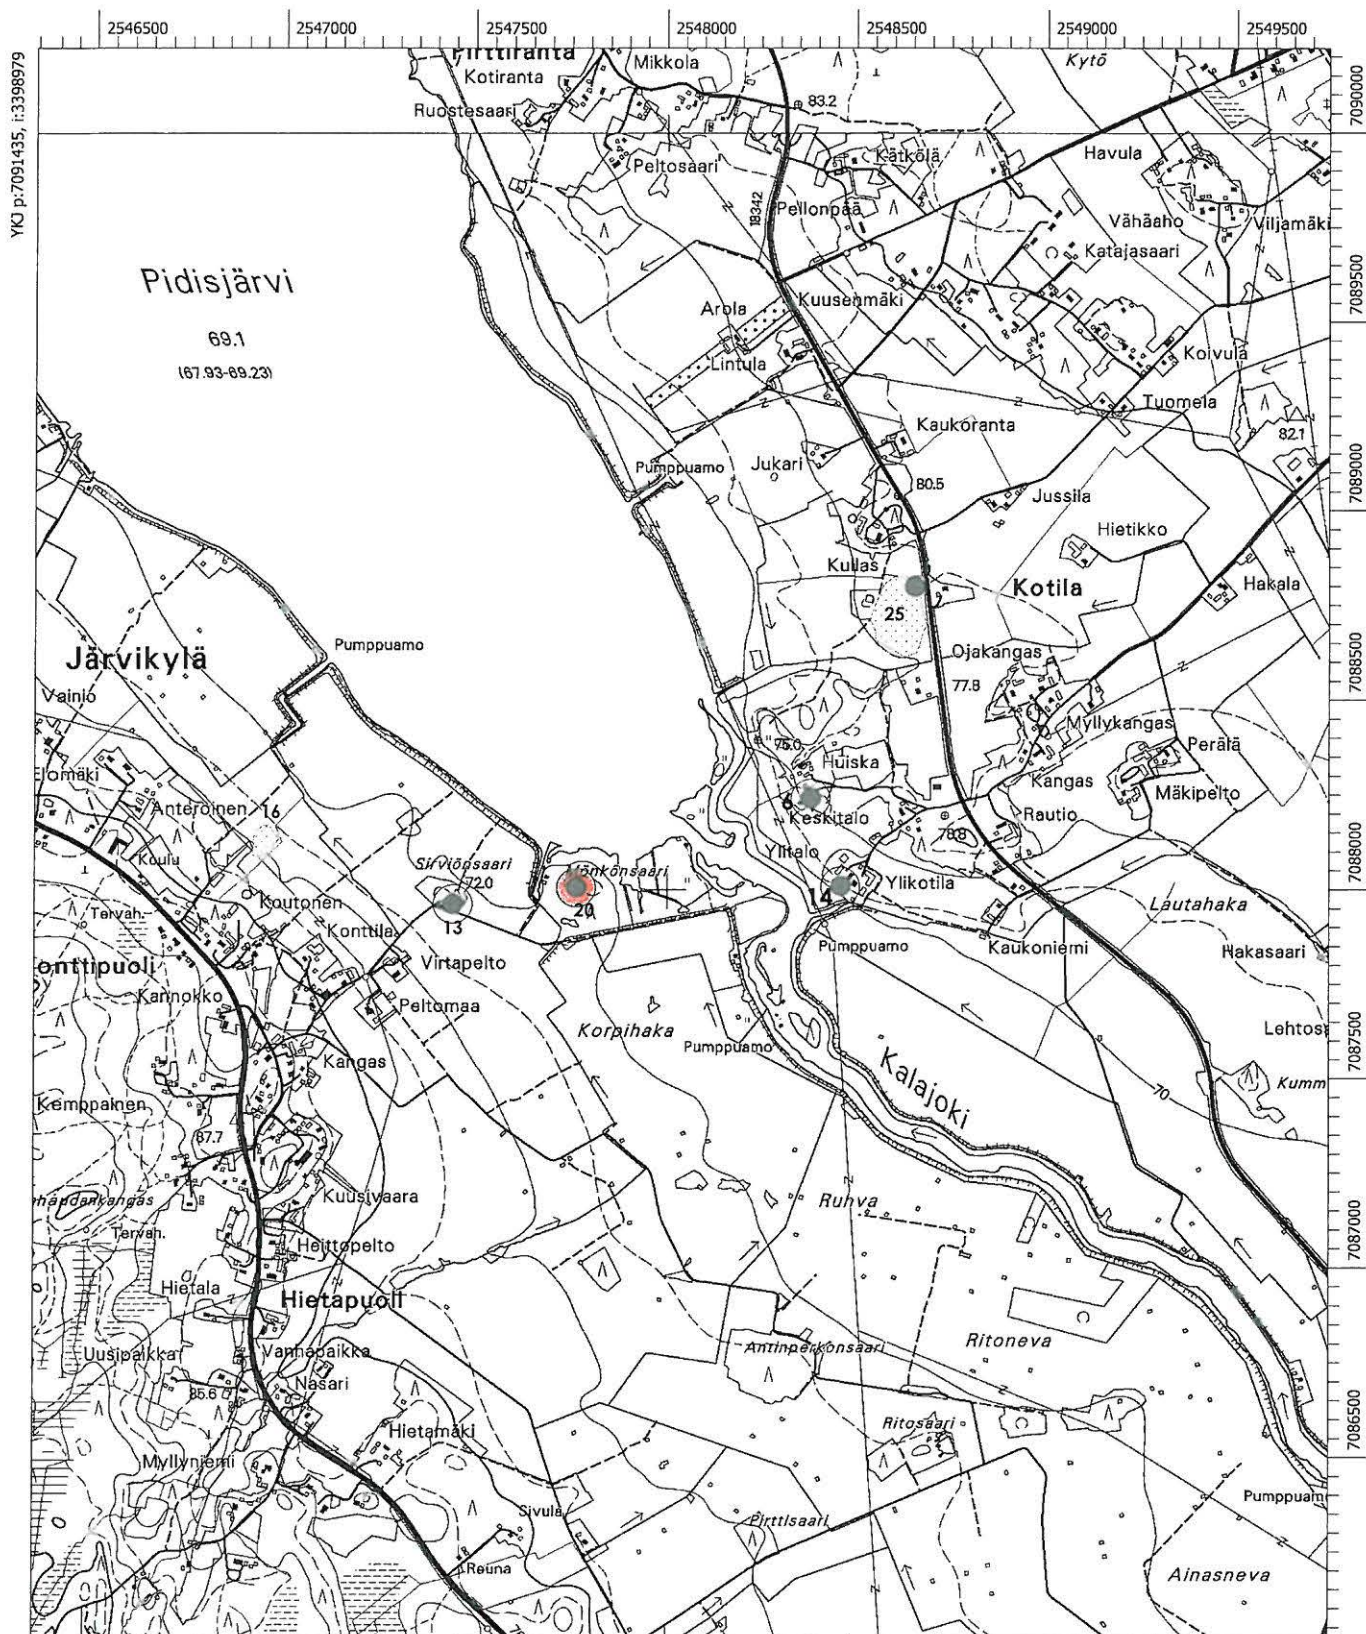 2546500 2547000 2547500 2548000 2548500 2549000 2549500
YKJ p:7091435, i:3398979
7090000
7089500
7089000
7088500
7088000
7087500
7087000
7086500
Pirttiranta
Kotiranta
Mikkola
Kytö
Ruostesaari
83.2
Peltosaari
Kätkölä
Havula
Pellonpää
18342
Vähäaho
Viljamäki
Katajasaari
Pidisjärvi
69.1
(67.93-69.23)
Arola
Kuusenmäki
Lintula
Koivula
Tuomela
82.1
Kaukoranta
Jukari
Pumppuamo
80.5
Jussila
Hietikko
Kullas
Kotila
Hakala
25
Järvikylä
Pumppuamo
Ojakangas
77.8
Vainio
Myllykangas
75.0
Perälä
Huiska
Kangas
Mäkipelto
Elomäki
Anteroinen
16
6
Keskitalo
Rautio
78.8
Koulu
Sirviönsaari
72.0
Mönkönsaari
Ylitalo
Ylikotila
Koutonen
20
4
Lautahaka
Tervah.
13
Konttila
Pumppuamo
Kaukoniemi
Hakasaari
onttipuoli
Virtapelto
Kannokko
Peltomaa
Korpihaka
Pumppuamo
Lehtosa
Kangas
Kalajoki
Kumm
Kemppainen
70
87.7
Kuusivaara
Ruhva
Tervah.
Heittopelto
Hietala
Hietapuoli
Uusipaikka
Vanhapaikka
Antinperkonsaari
Ritoneva
Nasari
85.6
Hietamäki
Ritosaari
Myllyniemi
Pumppuam
Sivula
Pirttisaari
Reuna
Ainasneva